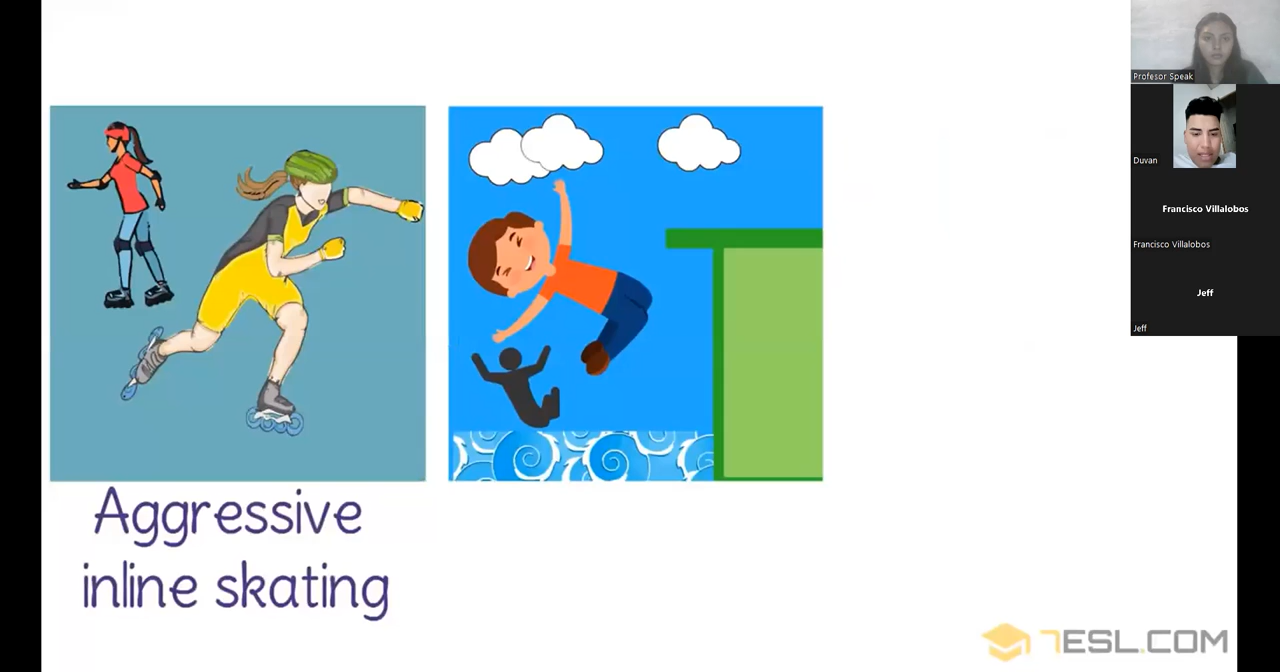 Profesor Speak
Duvan
Francisco Villalobos
Francisco Villalobos
Jeff
Jeff
Aggressive
inline skating
7ESL.COM